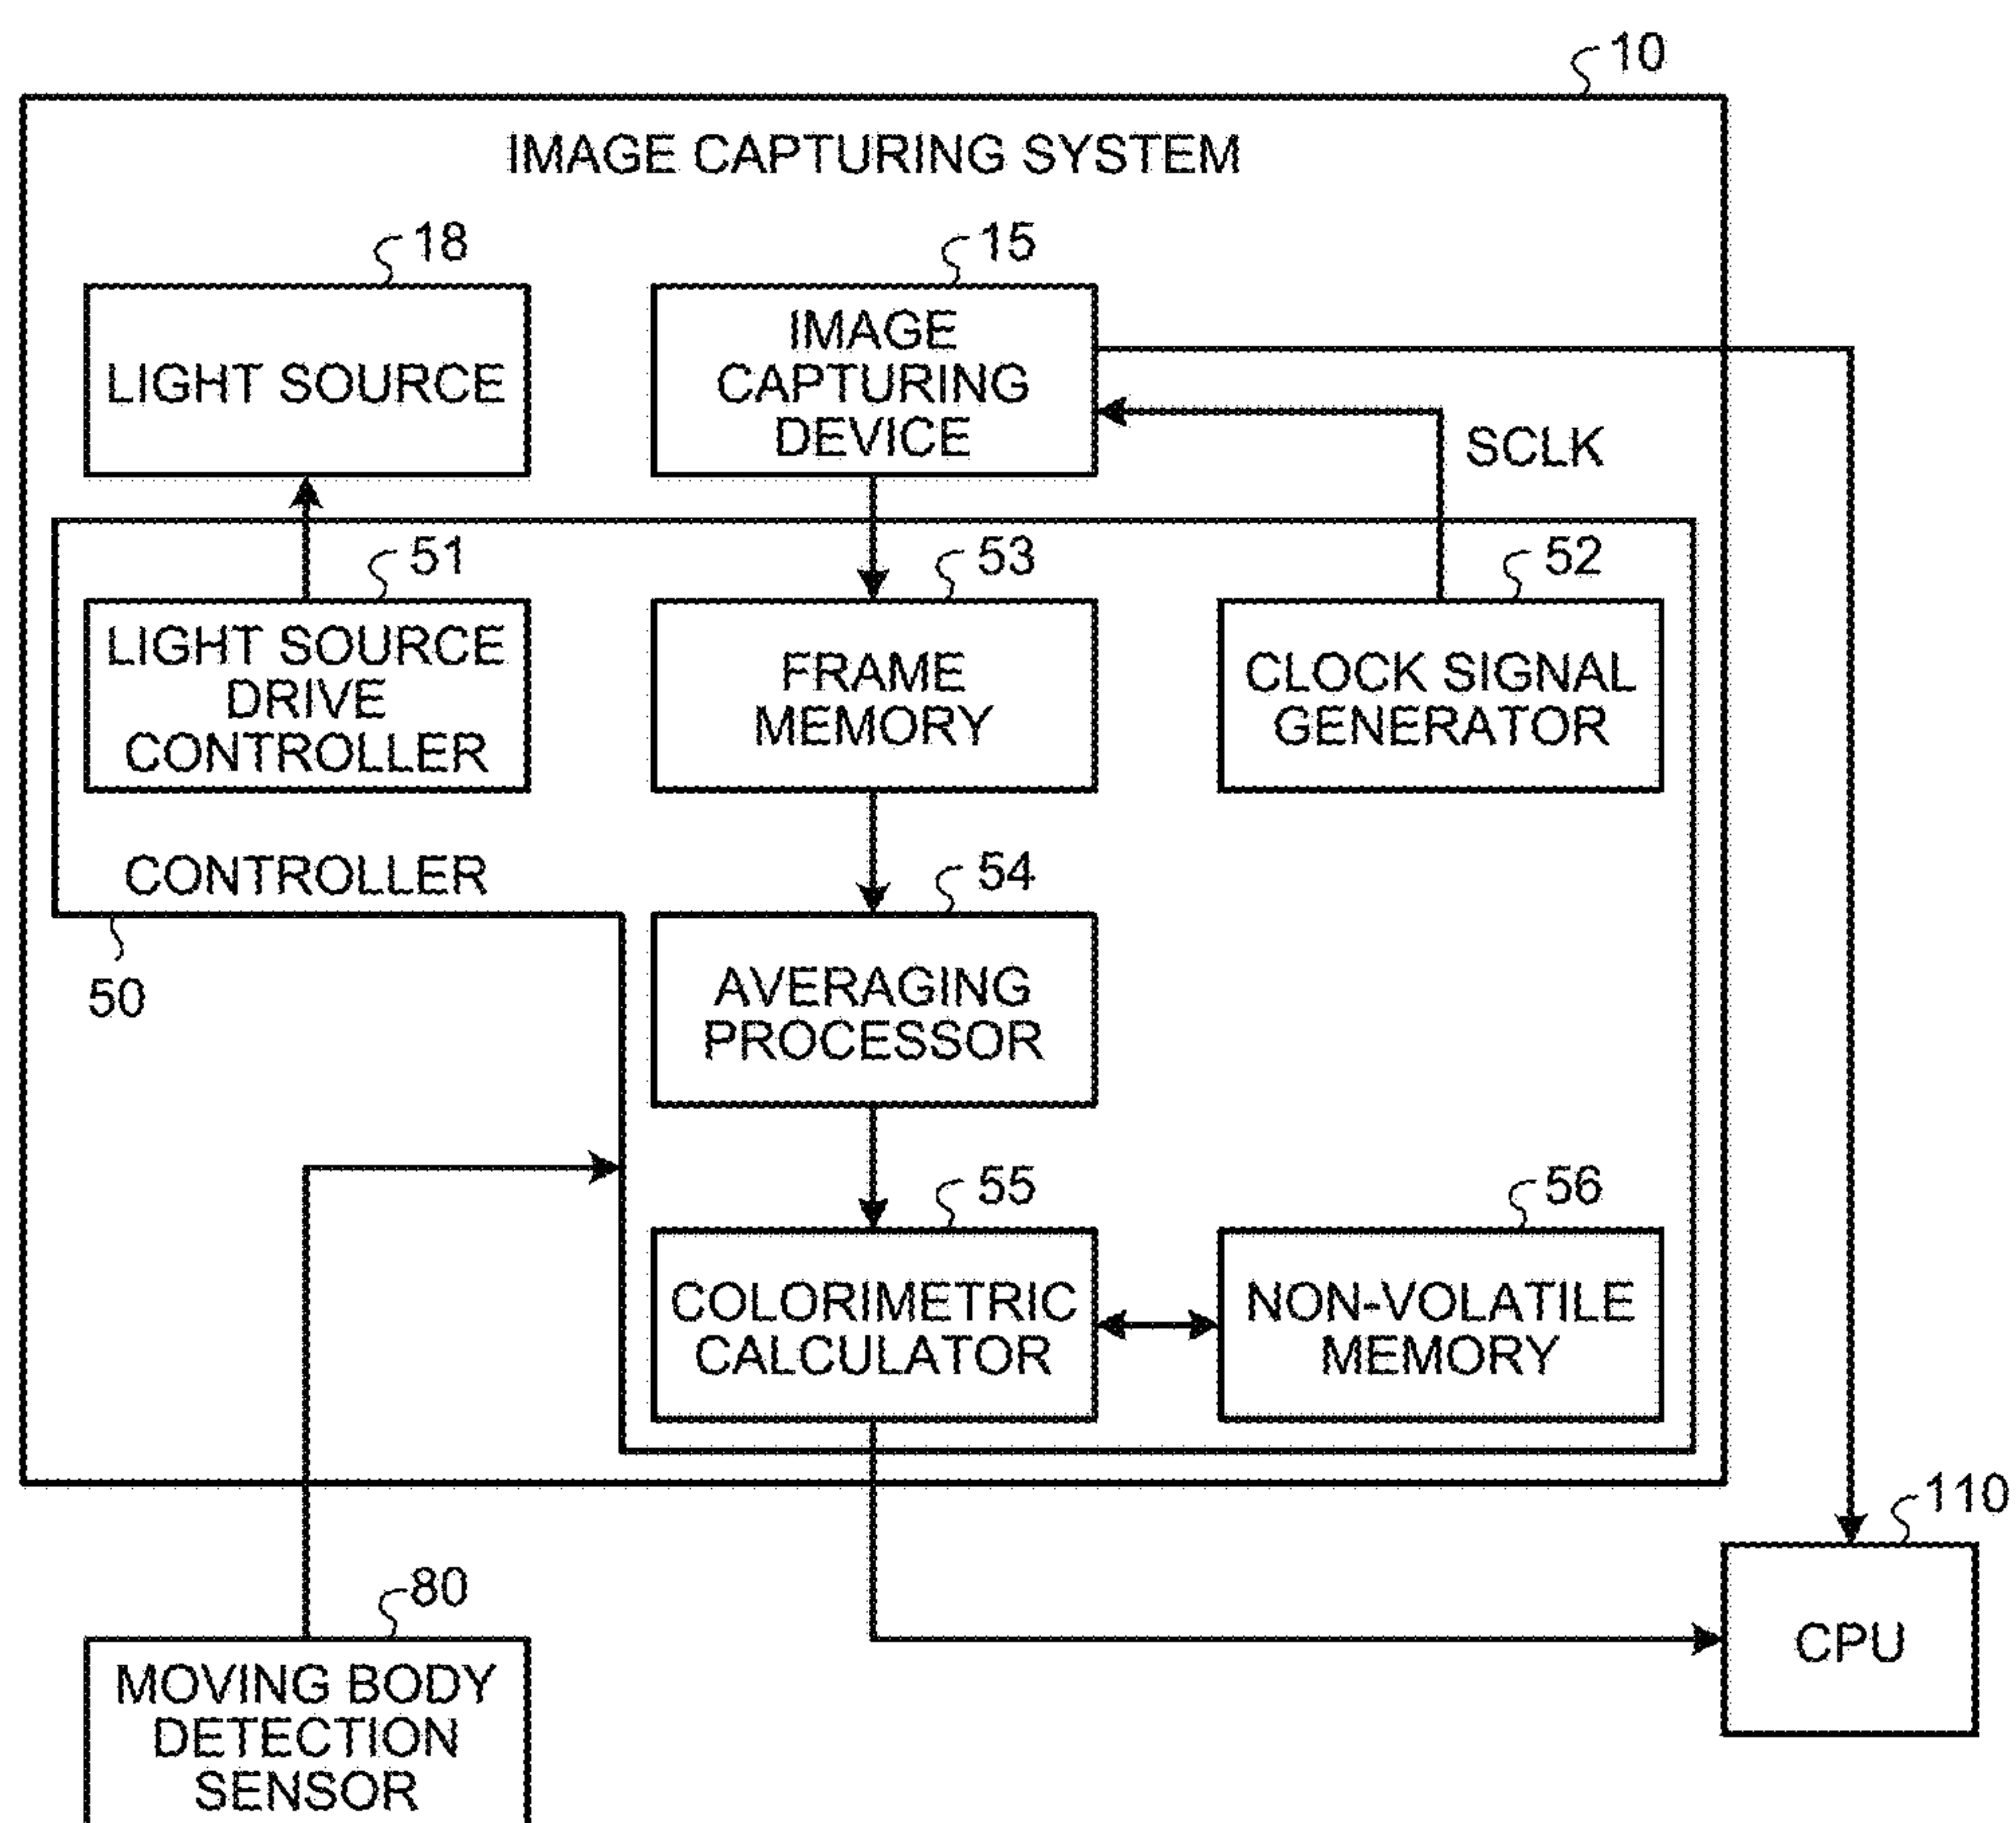 10
IMAGE CAPTURING SYSTEM
18
LIGHT SOURCE
15
IMAGE
CAPTURING
DEVICE
SCLK
51
LIGHT SOURCE
DRIVE
CONTROLLER
53
FRAME
MEMORY
52
CLOCK SIGNAL
GENERATOR
CONTROLLER
50
54
AVERAGING
PROCESSOR
55
COLORIMETRIC
CALCULATOR
56
NON-VOLATILE
MEMORY
80
MOVING BODY
DETECTION
SENSOR
110
CPU